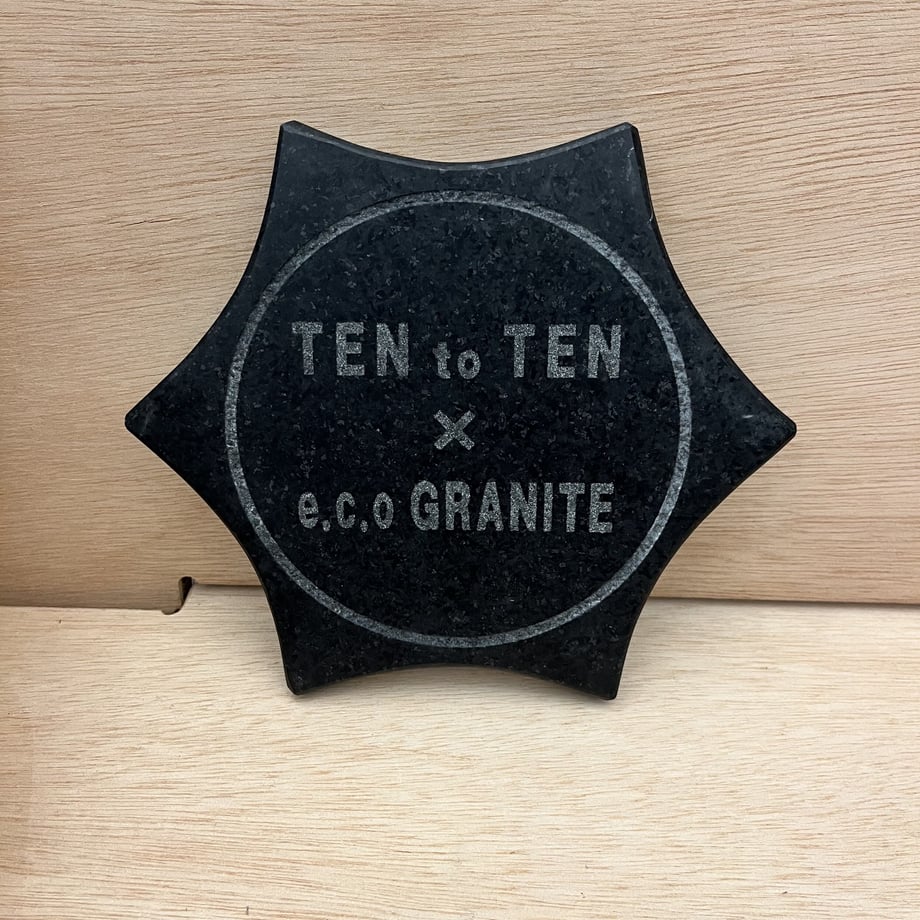 TEN to TEN
×
e.c.o GRANITE